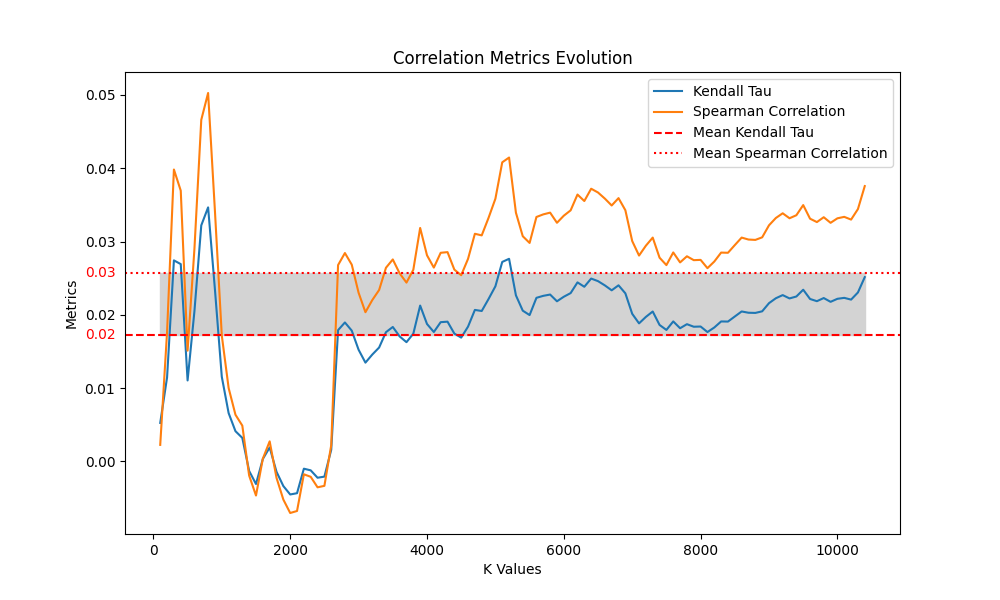 Correlation Metrics Evolution
Kendall Tau
Spearman Correlation
Mean Kendall Tau
Mean Spearman Correlation
0.05
0.04
0.03
0.03
0.02
0.02
0.01
0.00
Metrics
0 2000 4000 6000 8000 10000
K Values